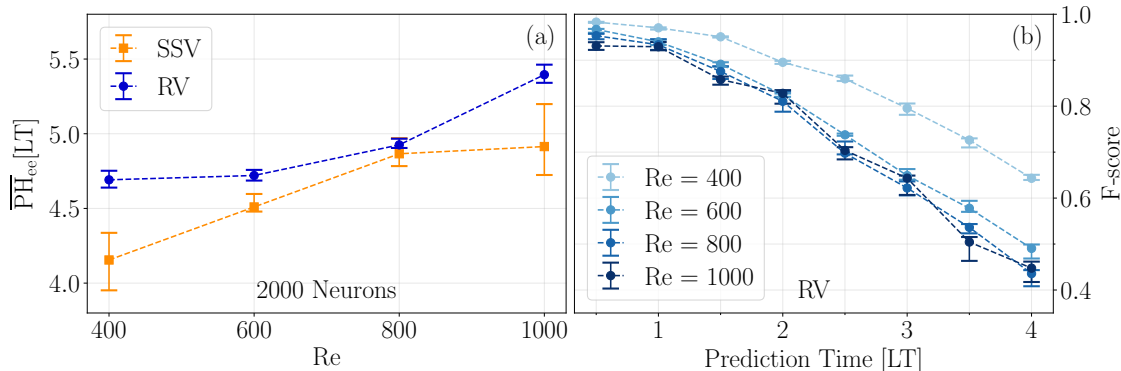 (a)
SSV
RV
5.5
5.0
4.5
4.0
PH_ee[LT]
2000 Neurons
400 600 800 1000
Re
(b)
1.0
0.8
0.6
0.4
F-score
Re = 400
Re = 600
Re = 800
Re = 1000
RV
1 2 3 4
Prediction Time [LT]